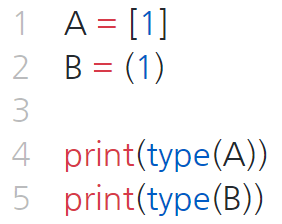 1 A = [1]
2 B = (1)
3
4 print(type(A))
5 print(type(B))